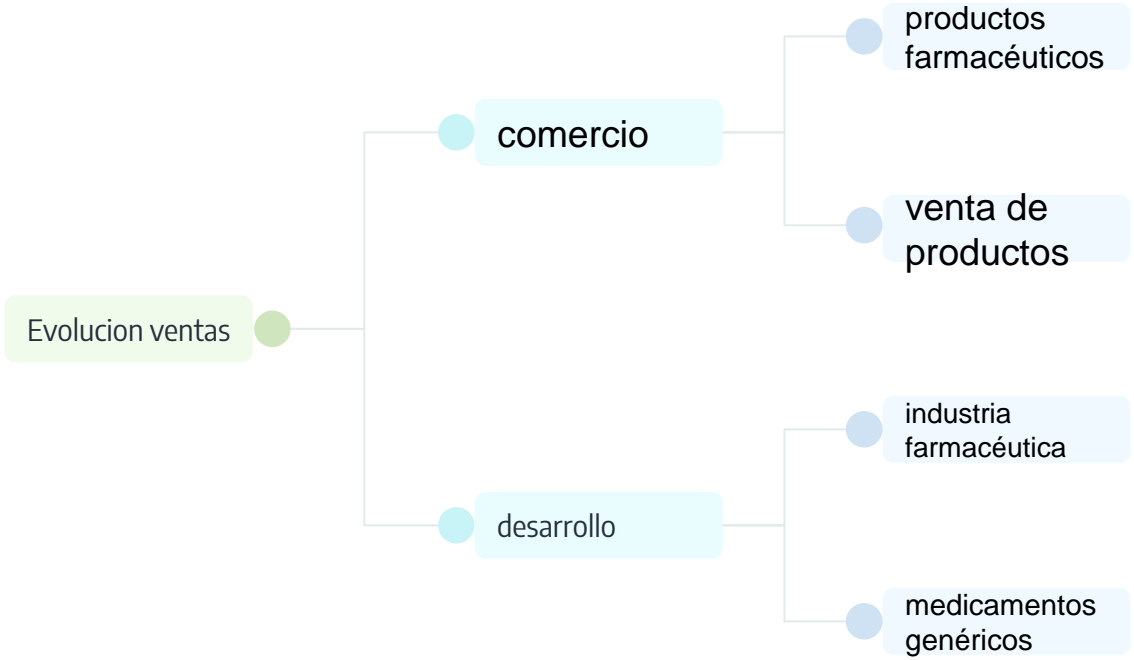 productos
farmacéuticos
comercio
venta de
productos
Evolucion ventas
industria
farmacéutica
desarrollo
medicamentos
genéricos